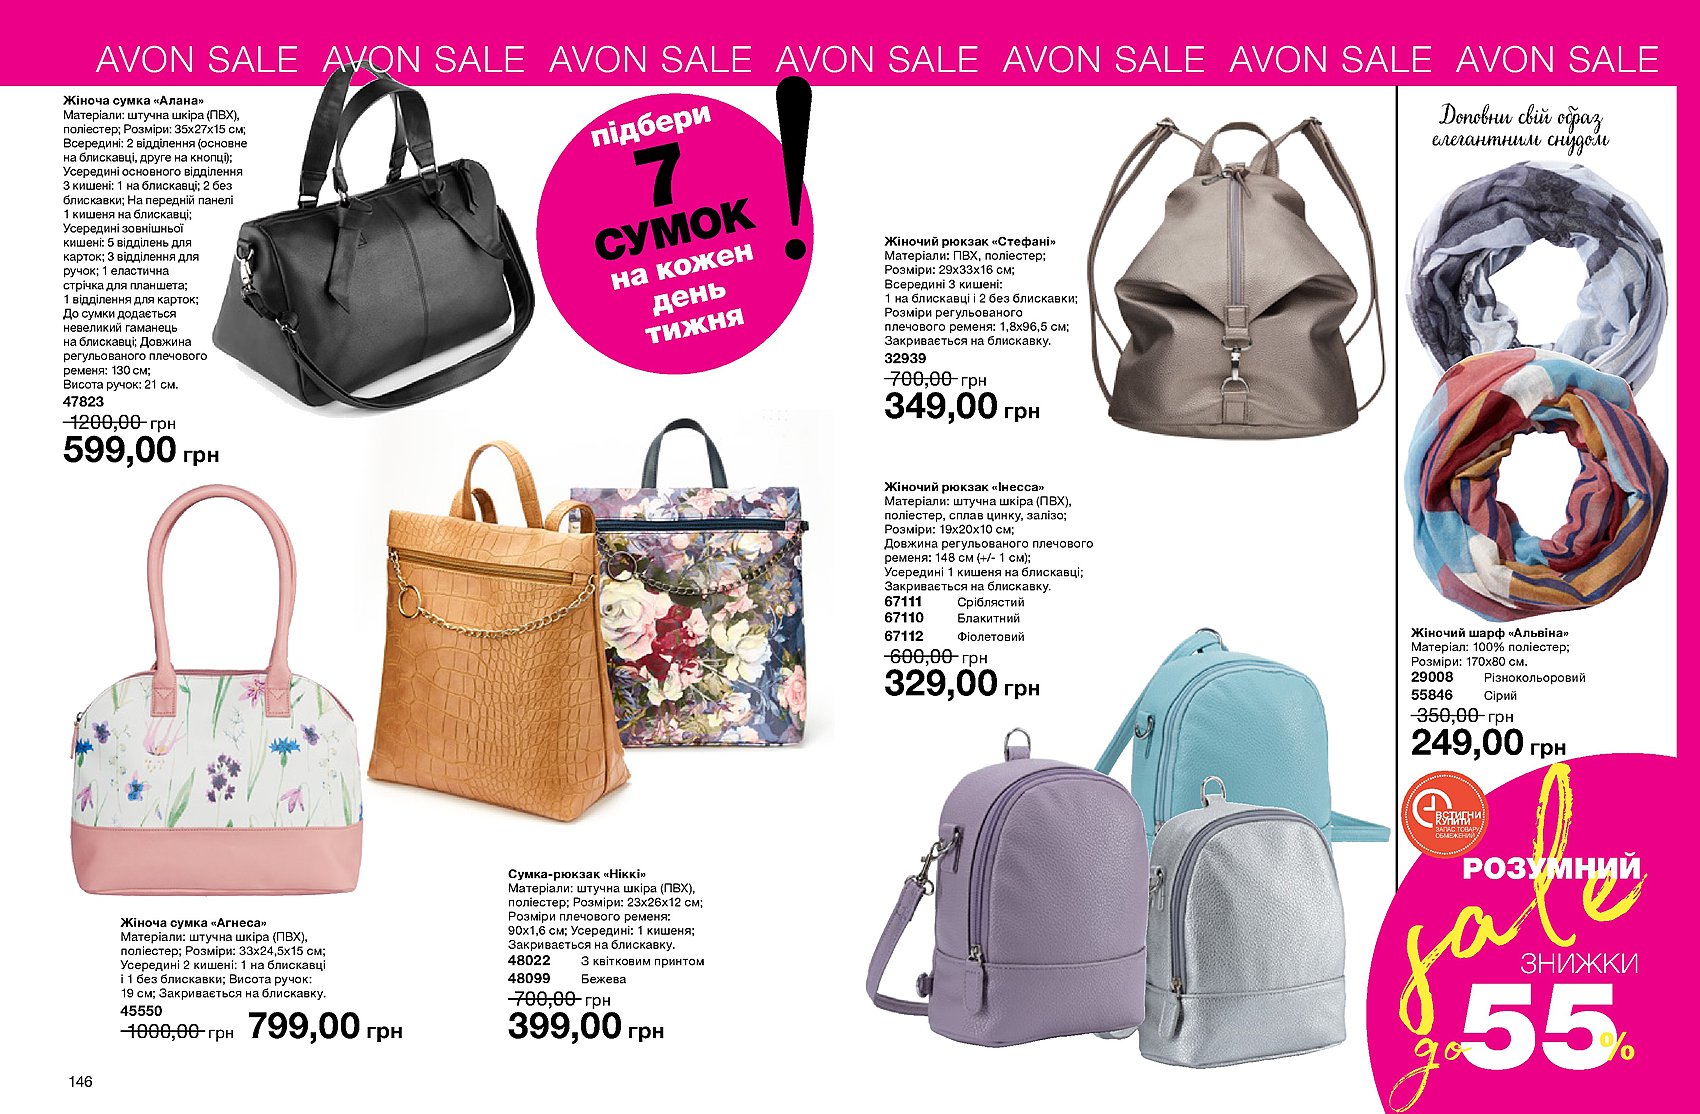 AVON SALE AVON SALE AVON SALE AVON SALE AVON SALE AVON SALE AVON SALE
Жіноча сумка «Алана»
Матеріали: штучна шкіра (ПВХ),
поліестер; Розміри: 35х27х15 см;
Всередині: 2 відділення (основне
на блискавці, друге на кнопці);
Усередині основного відділення
3 кишені: 1 на блискавці; 2 без
блискавки; На передній панелі
1 кишеня на блискавці;
Усередині зовнішньої
кишені: 5 відділень для
карток; 3 відділення для
ручок; 1 еластична
стрічка для планшета;
1 відділення для карток;
До сумки додається
невеликий гаманець
на блискавці; Довжина
регульованого плечового
ременя: 130 см;
Висота ручок: 21 см.
47823
1200,00 грн
599,00 грн
підбери
7
СУМОК
на кожен
день
тижня
!
Жіноча сумка «Агнеса»
Матеріали: штучна шкіра (ПВХ),
поліестер; Розміри: 33х24,5х15 см;
Усередині 2 кишені: 1 на блискавці
і 1 без блискавки; Висота ручок:
19 см; Закривається на блискавку.
45550
1000,00 грн 799,00 грн
Сумка-рюкзак «Ніккі»
Матеріали: штучна шкіра (ПВХ),
поліестер; Розміри: 23х26х12 см;
Розміри плечового ременя:
90х1,6 см; Усередині: 1 кишеня;
Закривається на блискавку.
48022 З квітковим принтом
48099 Бежева
700,00 грн
399,00 грн
146
Жіночий рюкзак «Стефані»
Матеріали: ПВХ, поліестер;
Розміри: 29х33х16 см;
Всередині 3 кишені:
1 на блискавці і 2 без блискавки;
Розміри регульованого
плечового ременя: 1,8х96,5 см;
Закривається на блискавку.
32939
700,00 грн
349,00 грн
Жіночий рюкзак «Інесса»
Матеріали: штучна шкіра (ПВХ),
поліестер, сплав цинку, залізо;
Розміри: 19х20х10 см;
Довжина регульованого плечового
ременя: 148 см (+/- 1 см);
Усередині 1 кишеня на блискавці;
Закривається на блискавку.
67111 Сріблястий
67110 Блакитний
67112 Фіолетовий
600,00 грн
329,00 грн
Доповни свій образ
елегантним снудом
Жіночий шарф «Альвіна»
Матеріал: 100% поліестер;
Розміри: 170х80 см.
29008 Різнокольоровий
55846 Сірий
350,00 грн
249,00 грн
ВСТИГНИ
КУПИТИ
ЗАПАС ТОВАРУ
ОБМЕЖЕНИЙ
РОЗУМНИЙ
sale
ЗНИЖКИ
до 55%